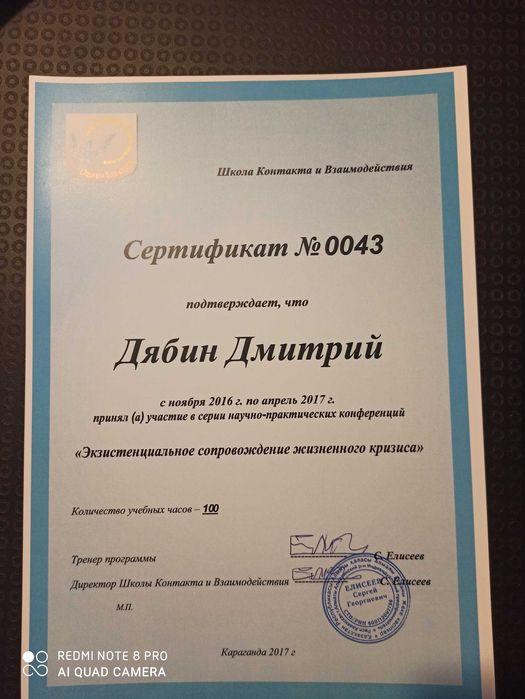 Школа Контакта и Взаимодействия
Сертификат № 0043
подтверждает, что
Дябин Дмитрий
с ноября 2016 г. по апрель 2017 г.
принял (а) участие в серии научно-практических конференций
«Экзистенциальное сопровождение жизненного кризиса»
Количество учебных часов – 100
Тренер программы С. Елисеев
Директор Школы Контакта и Взаимодействия С. Елисеев
ЕЛИСЕЕВ
Сергей
Георгиевич
М.П.
Караганда 2017 г
REDMI NOTE 8 PRO
AI QUAD CAMERA